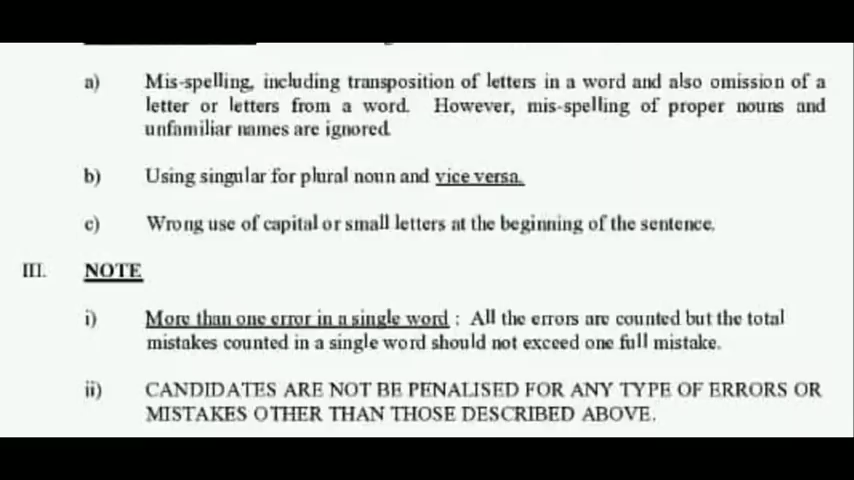 a) Mis-spelling, including transposition of letters in a word and also omission of a
letter or letters from a word. However, mis-spelling of proper nouns and
unfamiliar names are ignored.
b) Using singular for plural noun and vice versa.
c) Wrong use of capital or small letters at the beginning of the sentence.
III. NOTE
i) More than one error in a single word : All the errors are counted but the total
mistakes counted in a single word should not exceed one full mistake.
ii) CANDIDATES ARE NOT BE PENALISED FOR ANY TYPE OF ERRORS OR
MISTAKES OTHER THAN THOSE DESCRIBED ABOVE.